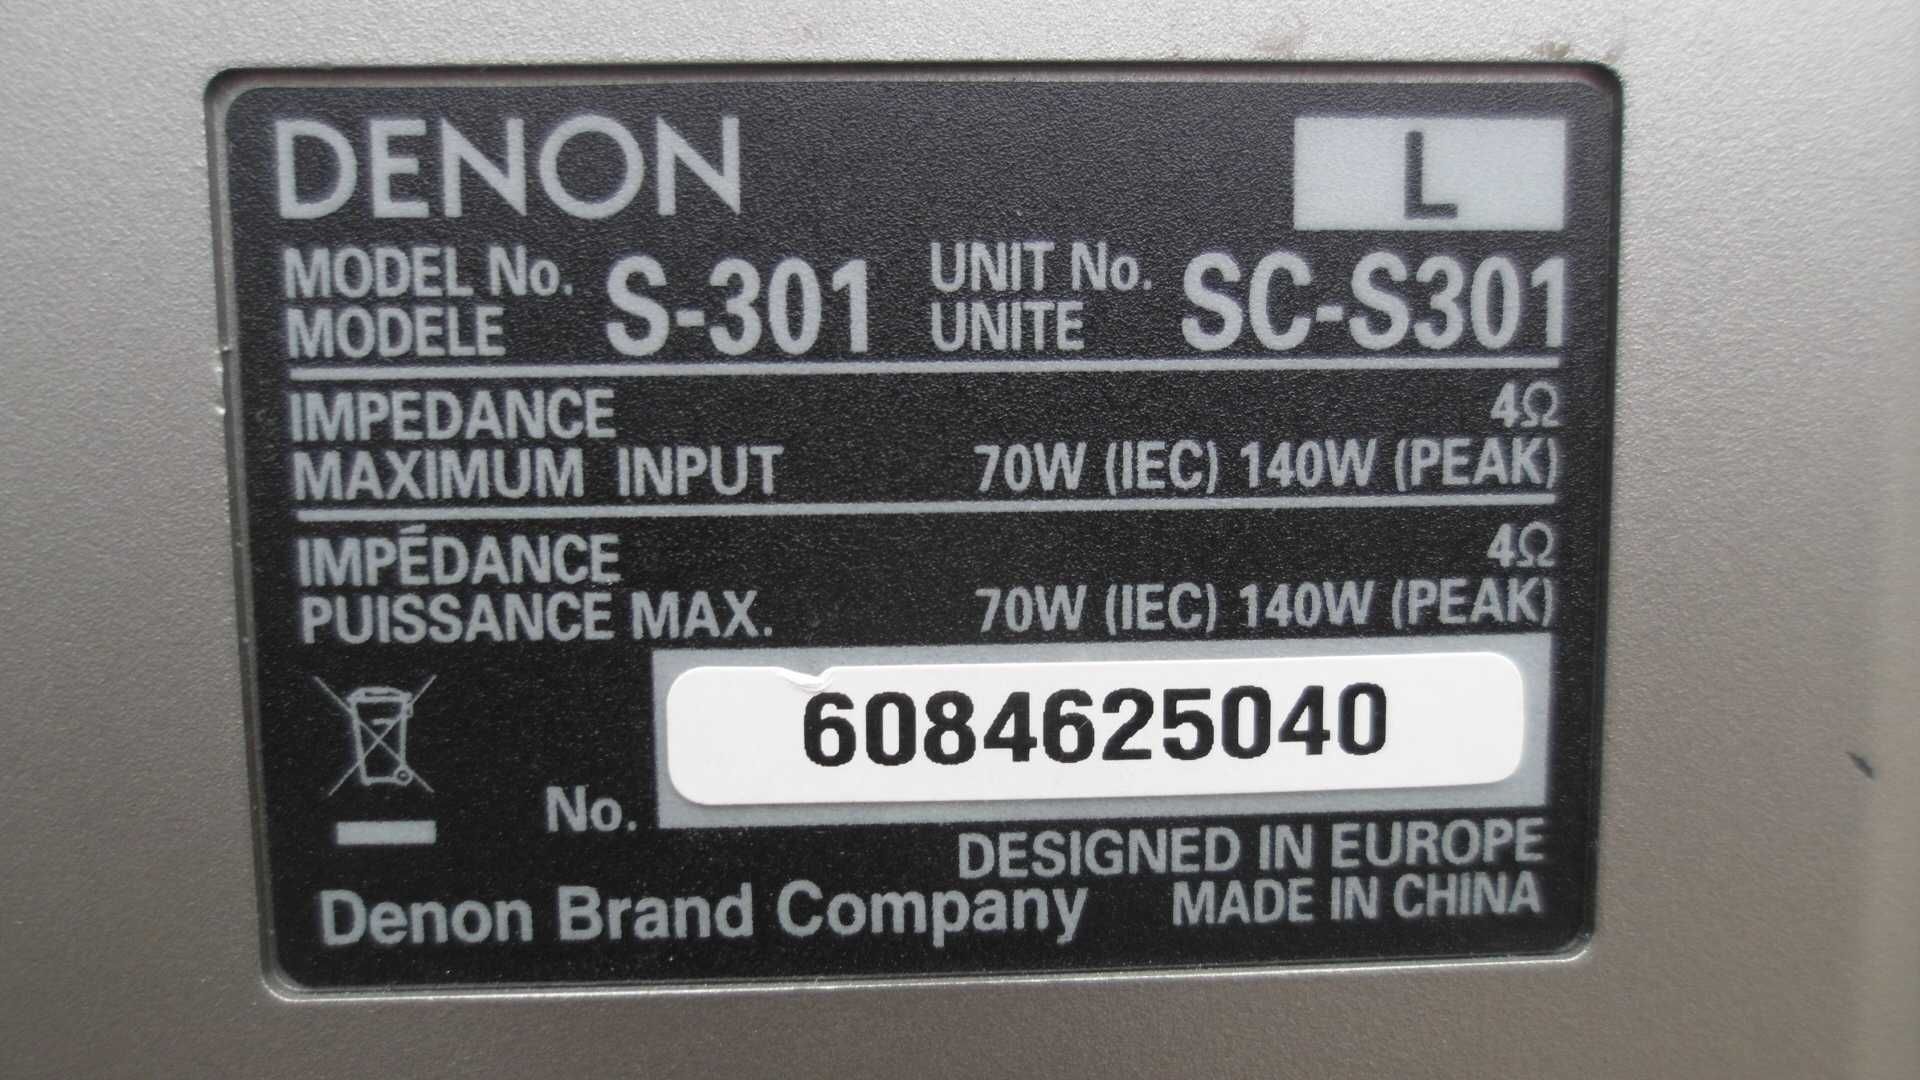 DENON L
MODEL No. S-301 UNIT No. SC-S301
MODELE UNITE
IMPEDANCE 4Ω
MAXIMUM INPUT 70W (IEC) 140W (PEAK)
IMPÉDANCE 4Ω
PUISSANCE MAX. 70W (IEC) 140W (PEAK)
6084625040
No.
DESIGNED IN EUROPE
Denon Brand Company MADE IN CHINA